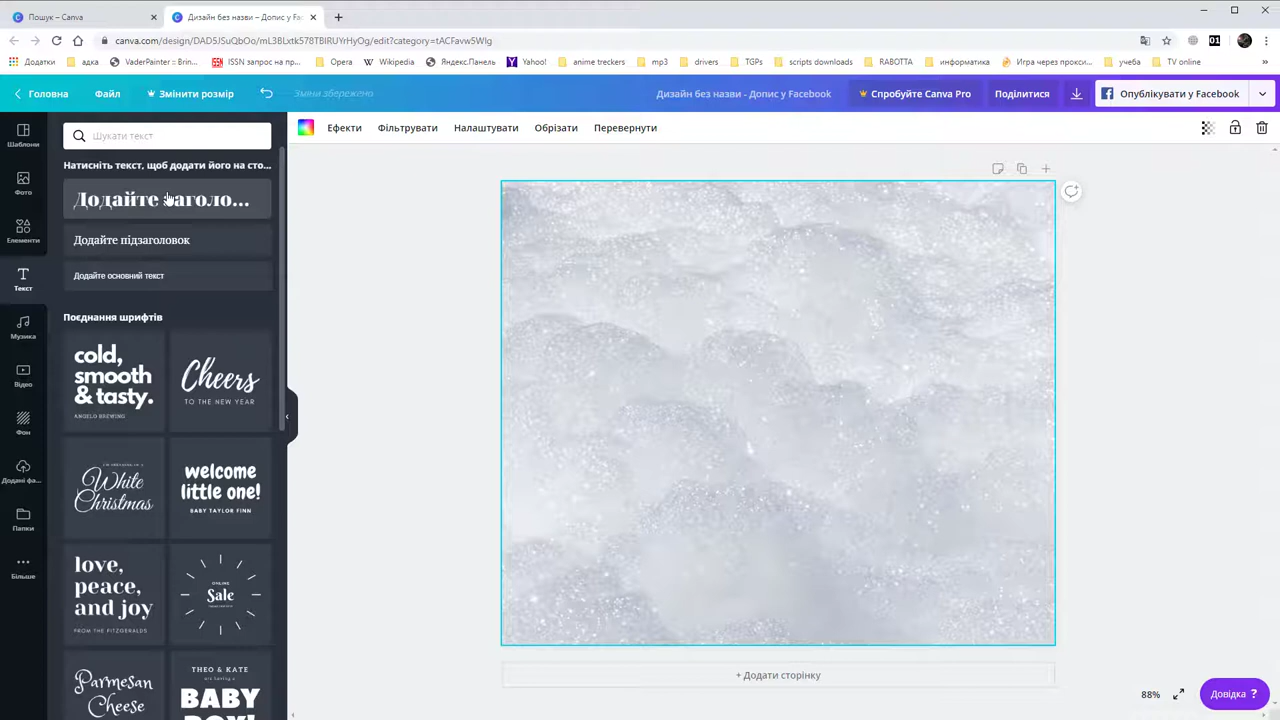 Пошук – Canva
Дизайн без назви – Допис у Fac
canva.com/design/DAD5JSuQbOo/mL3BLxtk578TBIRUYrHyOg/edit?category=tACFavwSWIg
Додатки
адка
VaderPainter :: Brin...
ISSN запрос на пр...
Opera
Wikipedia
Яндекс.Панель
Yahoo!
anime treckers
mp3
drivers
TGPs
scripts downloads
RABOTTA
информатика
Игра через прокси...
учеба
TV online
Головна
Файл
Змінити розмір
Зміни збережено
Дизайн без назви - Допис у Facebook
Спробуйте Canva Pro
Поділитися
Опублікувати у Facebook
Ефекти
Фільтрувати
Налаштувати
Обрізати
Перевернути
Шаблони
Фото
Елементи
Текст
Музика
Відео
Фон
Додані фа...
Папки
Більше
Шукати текст
Натисніть текст, щоб додати його на сто...
Додайте заголо...
Додайте підзаголовок
Додайте основний текст
Поєднання шрифтів
cold,
smooth
& tasty.
ANGELO BREWING
Cheers
TO THE NEW YEAR
I'M DREAMING OF A
White
Christmas
welcome
little one!
BABY TAYLOR FINN
love,
peace,
and joy
FROM THE FITZGERALDS
ONLINE
Sale
Parmesan
Cheese
THEO & KATE
BABY
BOY!
+ Додати сторінку
88%
Довідка ?